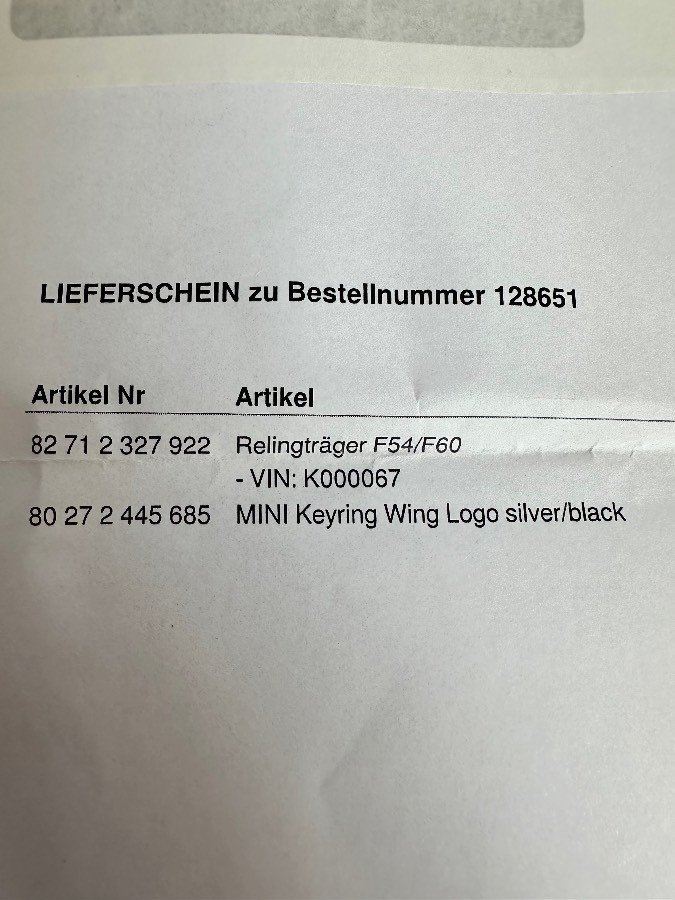 LIEFERSCHEIN zu Bestellnummer 128651
Artikel Nr Artikel
82 71 2 327 922 Relingträger F54/F60
- VIN: K000067
80 27 2 445 685 MINI Keyring Wing Logo silver/black